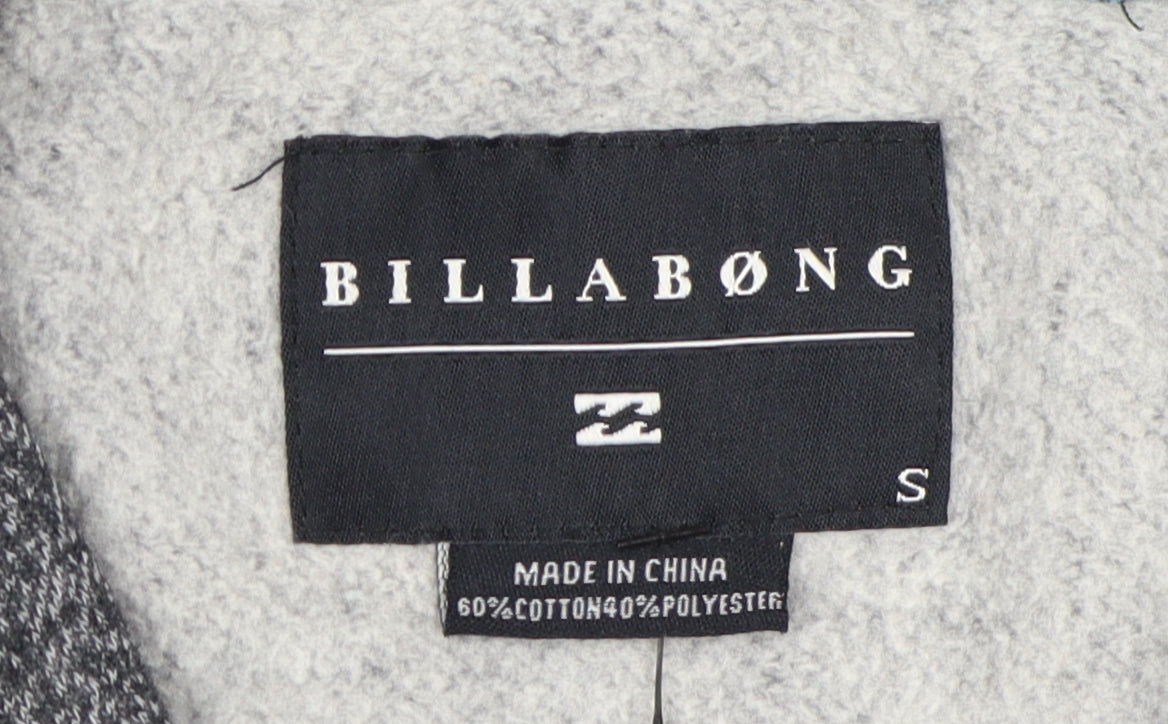 BILLABØNG
S
MADE IN CHINA
60%COTTON40%POLYESTER